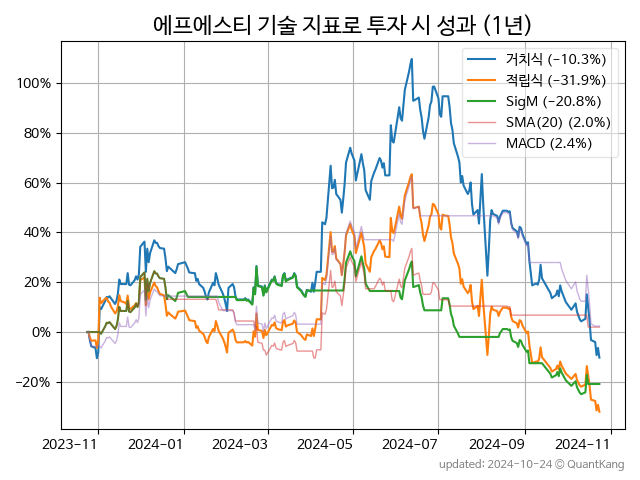 에프에스티 기술 지표로 투자 시 성과 (1년)
거치식 (−10.3%)
적립식 (−31.9%)
SigM (−20.8%)
SMA(20) (2.0%)
MACD (2.4%)
100%
80%
60%
40%
20%
0%
−20%
2023-11 2024-01 2024-03 2024-05 2024-07 2024-09 2024-11
updated: 2024-10-24 © QuantKang